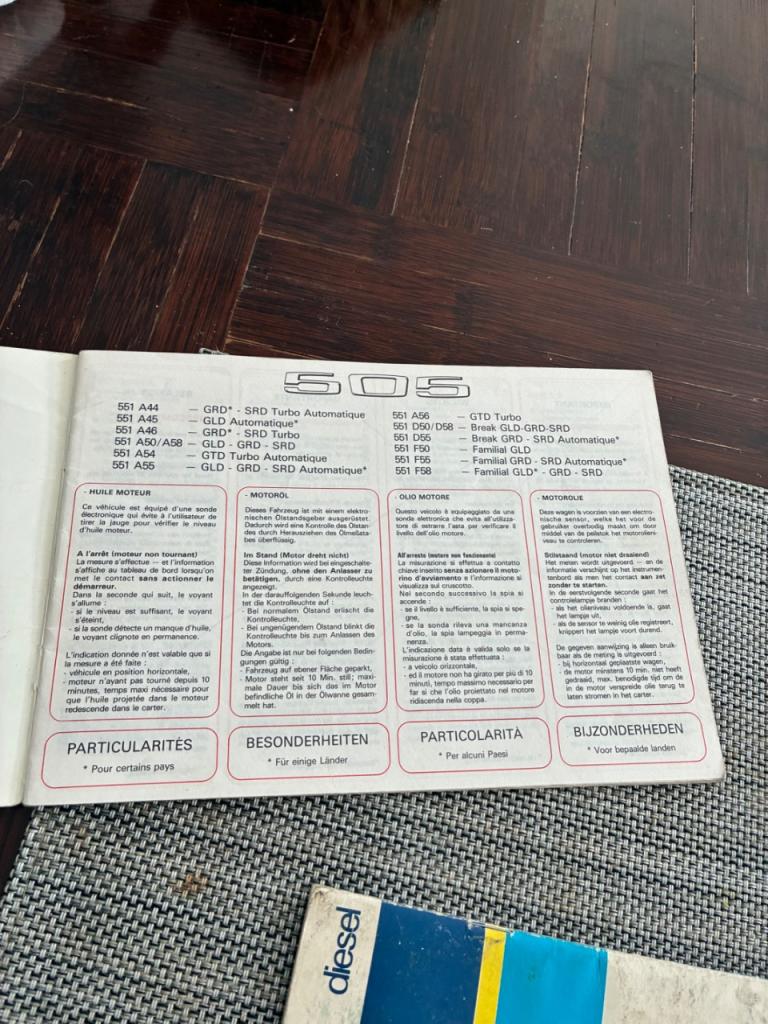 505
551 A44 — GRD* - SRD Turbo Automatique
551 A45 — GLD Automatique*
551 A46 — GRD* - SRD Turbo
551 A50/A58 — GLD - GRD - SRD
551 A54 — GTD Turbo Automatique
551 A55 — GLD - GRD - SRD Automatique*
551 A56 — GTD Turbo
551 D50/D58 — Break GLD-GRD-SRD
551 D55 — Break GRD - SRD Automatique*
551 F50 — Familial GLD
551 F55 — Familial GRD - SRD Automatique*
551 F58 — Familial GLD* - GRD - SRD
- HUILE MOTEUR
Ce véhicule est équipé d'une sonde
électronique qui évite à l'utilisateur de
tirer la jauge pour vérifier le niveau
d'huile moteur.
A l'arrêt (moteur non tournant)
La mesure s'effectue — et l'information
s'affiche au tableau de bord lorsqu'on
met le contact sans actionner le
démarreur.
Dans la seconde qui suit, le voyant
s'allume :
- si le niveau est suffisant, le voyant
s'éteint,
- si la sonde détecte un manque d'huile,
le voyant clignote en permanence.
L'indication donnée n'est valable que si
la mesure a été faite :
- véhicule en position horizontale,
- moteur n'ayant pas tourné depuis 10
minutes, temps maxi nécessaire pour
que l'huile projetée dans le moteur
redescende dans le carter.
PARTICULARITÉS
* Pour certains pays
- MOTORÖL
Dieses Fahrzeug ist mit einem elektro-
nischen Ölstandsgeber ausgerüstet.
Dadurch wird eine Kontrolle des Ölstan-
des durch Herausziehen des Ölmeßsta-
bes überflüssig.
Im Stand (Motor dreht nicht)
Diese Information wird bei eingeschalte-
ter Zündung, ohne den Anlasser zu
betätigen, durch eine Kontrolleuchte
angezeigt.
In der darauffolgenden Sekunde leuch-
tet die Kontrolleuchte auf :
- Bei normalem Ölstand erlischt die
Kontrolleuchte,
- Bei ungenügendem Ölstand blinkt die
Kontrolleuchte bis zum Anlassen des
Motors.
Die Angabe ist nur bei folgenden Bedin-
gungen gültig :
- Fahrzeug auf ebener Fläche geparkt,
- Motor steht seit 10 Min. still; maxi-
male Dauer bis sich das im Motor
befindliche Öl in der Ölwanne gesam-
melt hat.
BESONDERHEITEN
* Für einige Länder
- OLIO MOTORE
Questo veicolo è equipaggiato da una
sonda elettronica che evita all'utilizza-
tore di estrarre l'asta per verificare il
livello dell'olio motore.
All'arresto (motore non funzionante)
La misurazione si effettua a contatto
chiave inserito senza azionare il moto-
rino d'avviamento e l'informazione si
visualizza sul cruscotto.
Nel secondo successivo la spia si
accende :
- se il livello è sufficiente, la spia si spe-
gne,
- se la sonda rileva una mancanza
d'olio, la spia lampeggia in perma-
nenza.
L'indicazione data è valida solo se la
misurazione è stata effettuata :
- a veicolo orizzontale,
- ed il motore non ha girato per più di 10
minuti, tempo massimo necessario per
far si che l'olio proiettato nel motore
ridiscenda nella coppa.
PARTICOLARITÀ
* Per alcuni Paesi
- MOTOROLIE
Deze wagen is voorzien van een electro-
nische sensor, welke het voor de
gebruiker overbodig maakt om door
middel van de peilstok het motoroliení-
veau te controleren.
Stilstaand (motor niet draaiend)
Het meten wordt uitgevoerd — en de
informatie verschijnt op het instrumen-
tenbord als men het contact aan zet
zonder te starten.
In de eerstvolgende seconde gaat het
controlelampje branden :
- als het olieniveau voldoende is, gaat
het lampje uit,
- als de sensor te weinig olie registreert,
knippert het lampje voort durend.
De gegeven aanwijzing is alleen bruik-
baar als de meting is uitgevoerd :
- bij horizontaal geplaatste wagen,
- de motor minstens 10 min. niet heeft
gedraaid, max. benodigde tijd om de
in de motor verspreide olie terug te
laten stromen in het carter.
BIJZONDERHEDEN
* Voor bepaalde landen
diesel